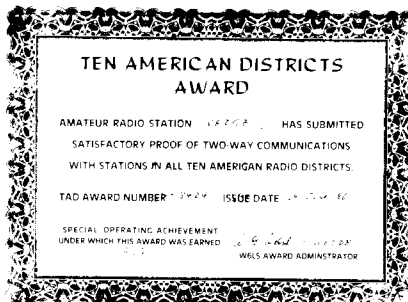 TEN AMERICAN DISTRICTS
AWARD
AMATEUR RADIO STATION HAS SUBMITTED
SATISFACTORY PROOF OF TWO-WAY COMMUNICATIONS
WITH STATIONS IN ALL TEN AMERICAN RADIO DISTRICTS.
TAD AWARD NUMBER ISSUE DATE
SPECIAL OPERATING ACHIEVEMENT
UNDER WHICH THIS AWARD WAS EARNED
W6LS AWARD ADMINSTRATOR